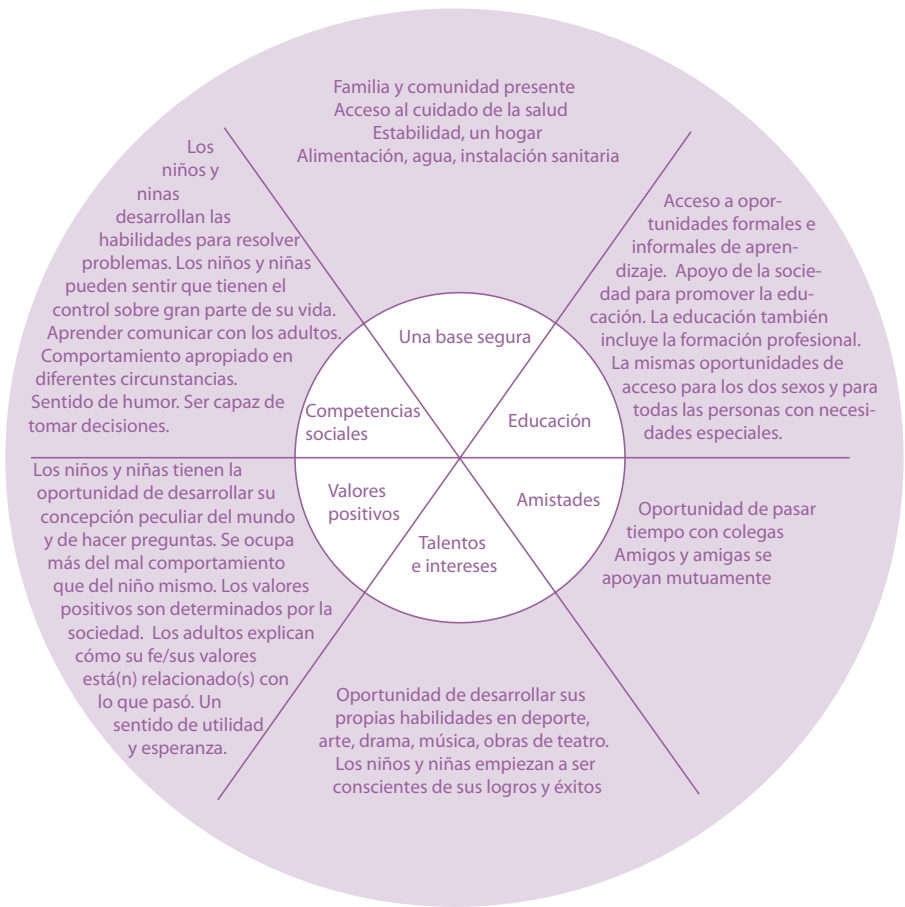 Familia y comunidad presente
Acceso al cuidado de la salud
Estabilidad, un hogar
Alimentación, agua, instalación sanitaria
Los
niños y
ninas
desarrollan las
habilidades para resolver
problemas. Los niños y niñas
pueden sentir que tienen el
control sobre gran parte de su vida.
Aprender comunicar con los adultos.
Comportamiento apropiado en
diferentes circunstancias.
Sentido de humor. Ser capaz de
tomar decisiones.
Acceso a opor-
tunidades formales e
informales de apren-
dizaje.  Apoyo de la socie-
dad para promover la edu-
cación. La educación también
incluye la formación profesional.
La mismas oportunidades de
acceso para los dos sexos y para
todas las personas con necesi-
dades especiales.
Una base segura
Competencias
sociales
Educación
Valores
positivos
Amistades
Talentos
e intereses
Los niños y niñas tienen la
oportunidad de desarrollar su
concepción peculiar del mundo
y de hacer preguntas. Se ocupa
más del mal comportamiento
que del niño mismo. Los valores
positivos son determinados por la
sociedad.  Los adultos explican
cómo su fe/sus valores
está(n) relacionado(s) con
lo que pasó. Un
sentido de utilidad
y esperanza.
Oportunidad de pasar
tiempo con colegas
Amigos y amigas se
apoyan mutuamente
Oportunidad de desarrollar sus
propias habilidades en deporte,
arte, drama, música, obras de teatro.
Los niños y niñas empiezan a ser
conscientes de sus logros y éxitos